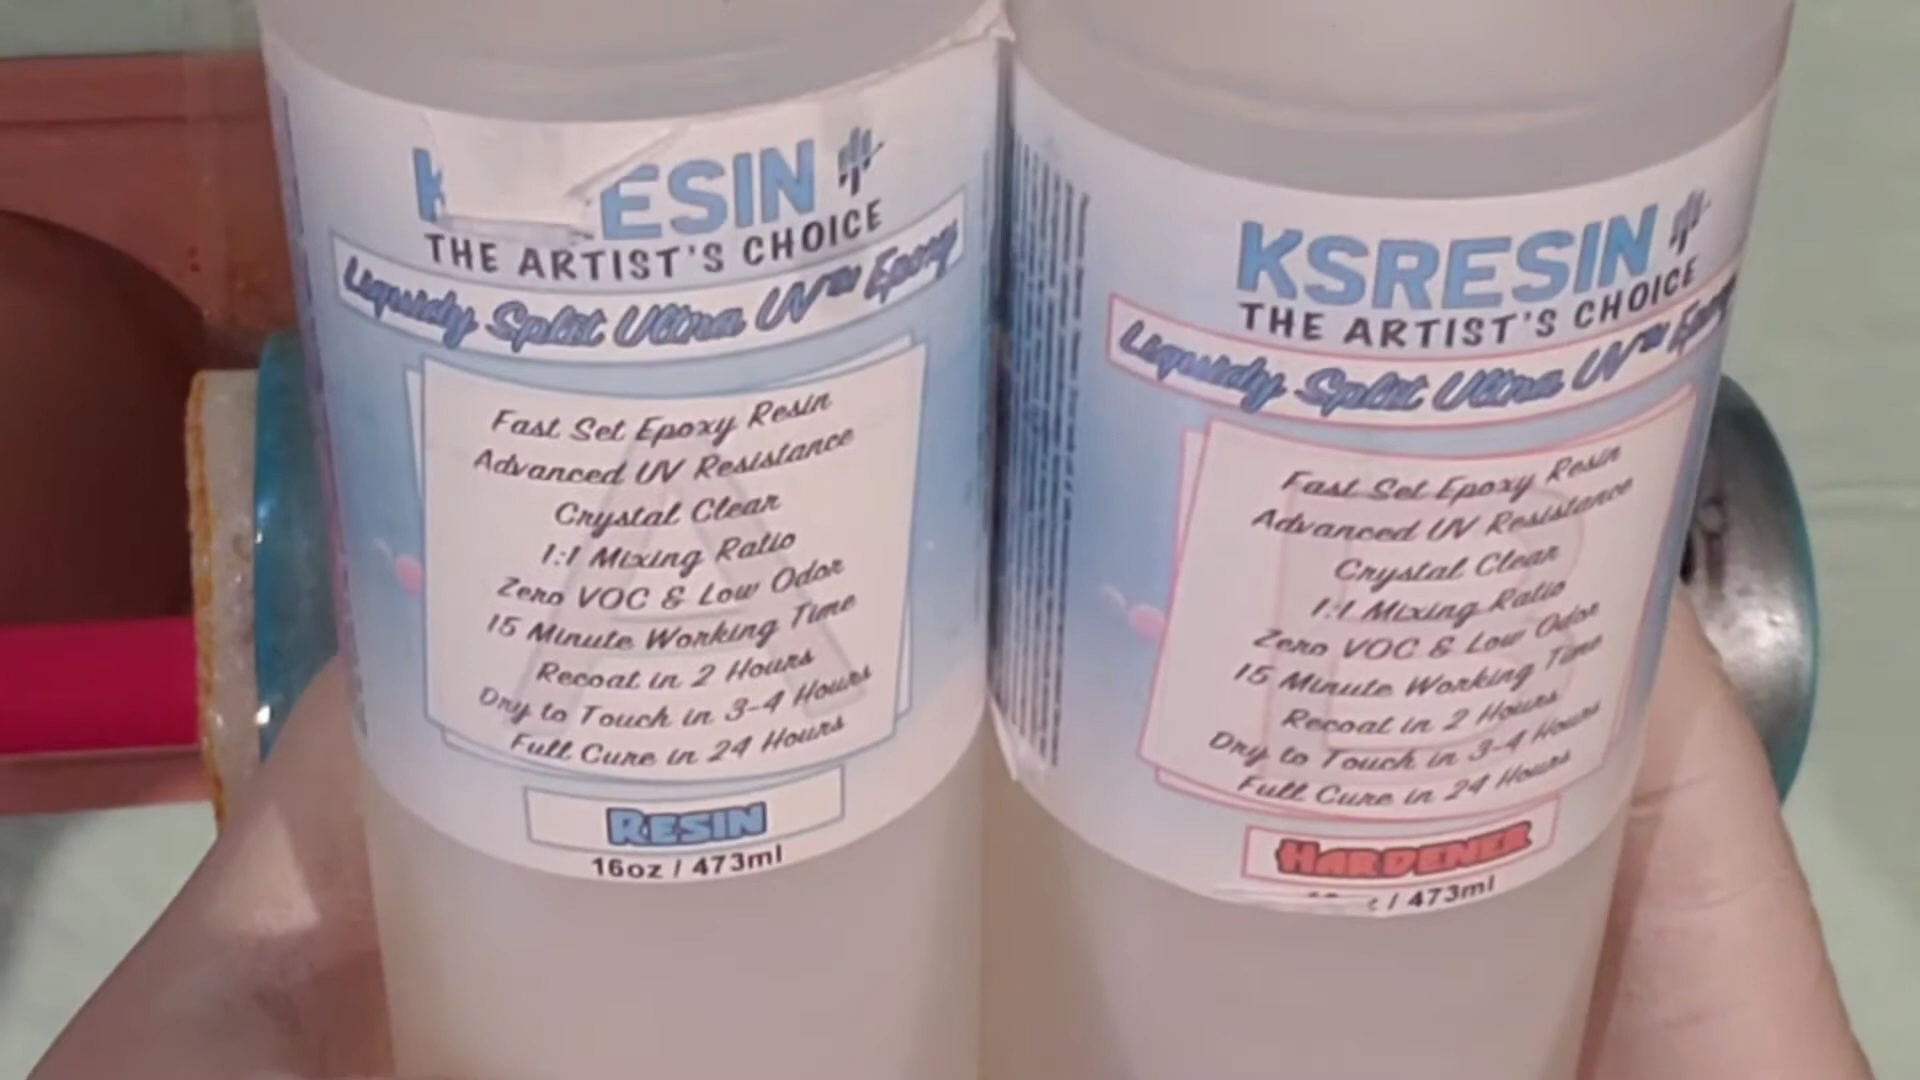 ESIN
THE ARTIST'S CHOICE
Liquidy Split Ultra UV™ Epoxy
Fast Set Epoxy Resin
Advanced UV Resistance
Crystal Clear
1:1 Mixing Ratio
Zero VOC & Low Odor
15 Minute Working Time
Recoat in 2 Hours
Dry to Touch in 3-4 Hours
Full Cure in 24 Hours
A
RESIN
16oz / 473ml
KSRESIN
THE ARTIST'S CHOICE
Liquidy Split Ultra UV™ Epoxy
Fast Set Epoxy Resin
Advanced UV Resistance
Crystal Clear
1:1 Mixing Ratio
Zero VOC & Low Odor
15 Minute Working Time
Recoat in 2 Hours
Dry to Touch in 3-4 Hours
Full Cure in 24 Hours
B
HARDENER
/ 473ml